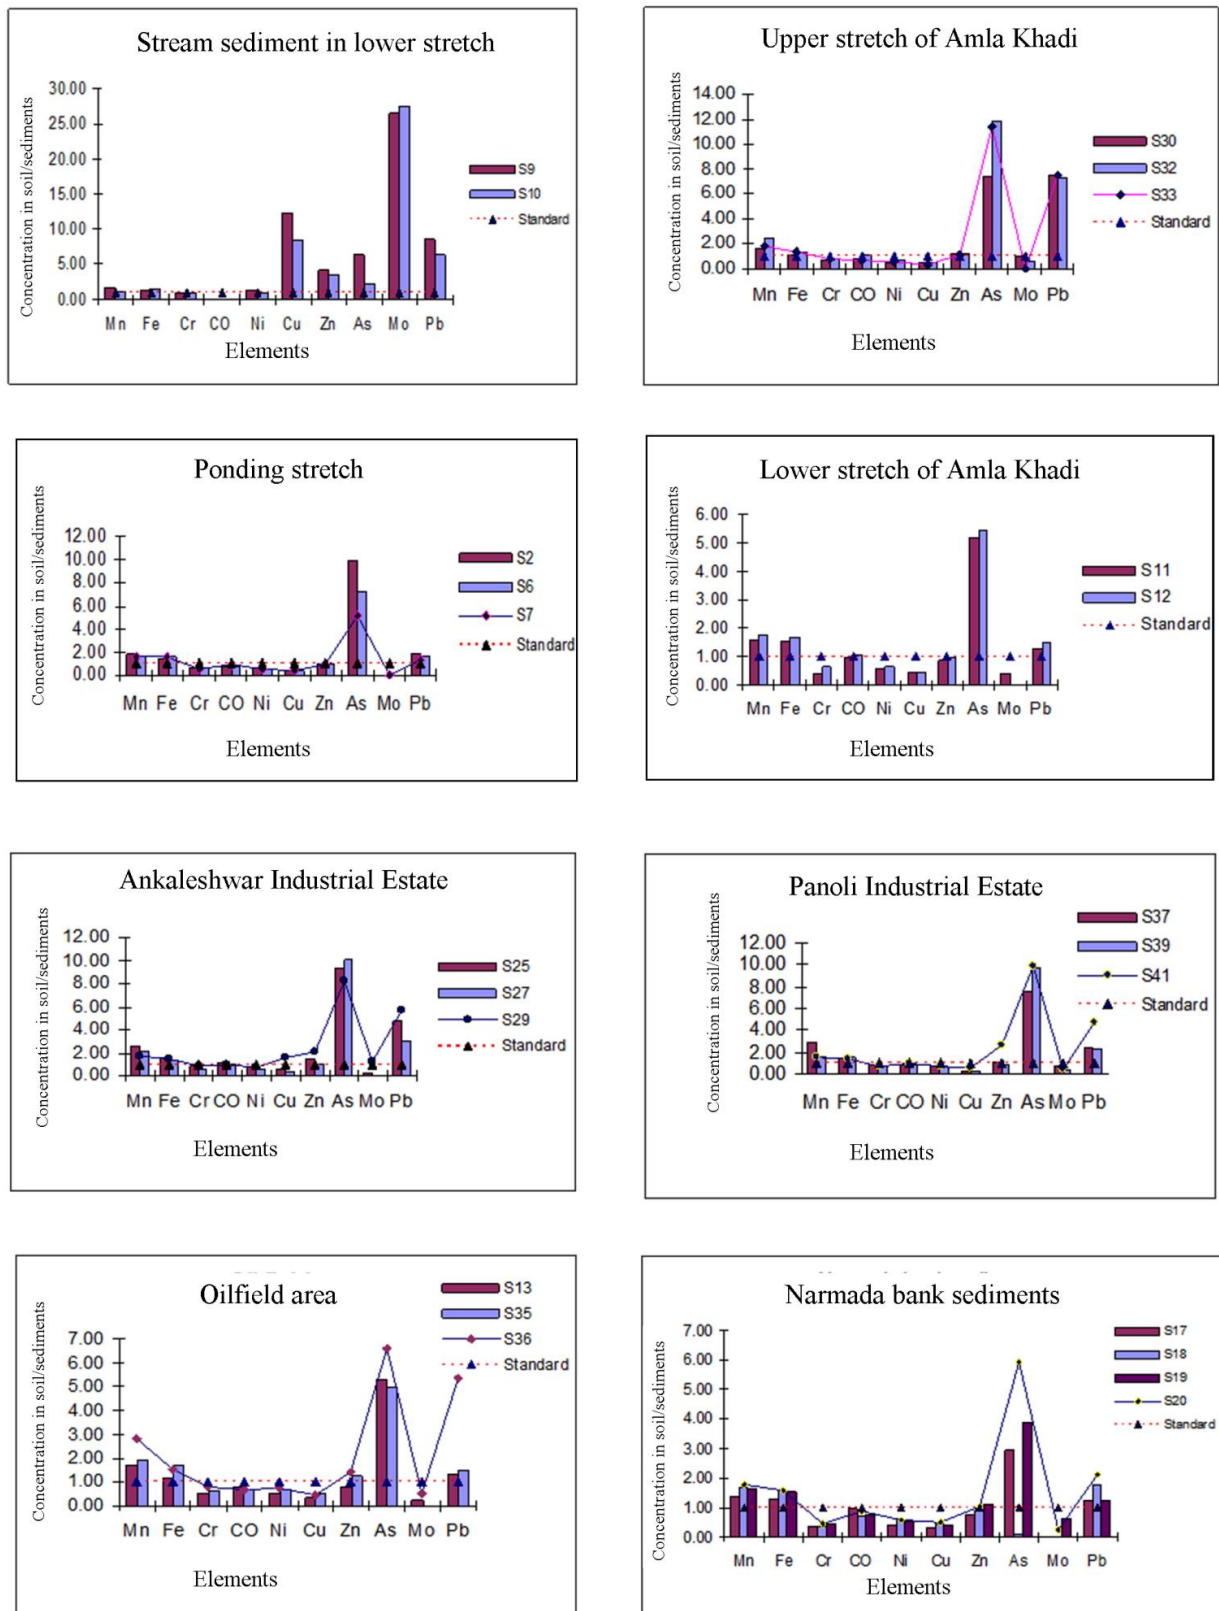 Stream sediment in lower stretch
Concentration in soil/sediments
30.00
25.00
20.00
15.00
10.00
5.00
0.00
Mn Fe Cr CO Ni Cu Zn As Mo Pb
Elements
S9
S10
Standard
Upper stretch of Amla Khadi
Concentration in soil/sediments
14.00
12.00
10.00
8.00
6.00
4.00
2.00
0.00
Mn Fe Cr CO Ni Cu Zn As Mo Pb
Elements
S30
S32
S33
Standard
Ponding stretch
Concentration in soil/sediments
12.00
10.00
8.00
6.00
4.00
2.00
0.00
Mn Fe Cr CO Ni Cu Zn As Mo Pb
Elements
S2
S6
S7
Standard
Lower stretch of Amla Khadi
Concentration in soil/sediments
6.00
5.00
4.00
3.00
2.00
1.00
0.00
Mn Fe Cr CO Ni Cu Zn As Mo Pb
Elements
S11
S12
Standard
Ankaleshwar Industrial Estate
Concentration in soil/sediments
12.00
10.00
8.00
6.00
4.00
2.00
0.00
Mn Fe Cr CO Ni Cu Zn As Mo Pb
Elements
S25
S27
S29
Standard
Panoli Industrial Estate
Concentration in soil/sediments
12.00
10.00
8.00
6.00
4.00
2.00
0.00
Mn Fe Cr CO Ni Cu Zn As Mo Pb
Elements
S37
S39
S41
Standard
Oilfield area
Concentration in soil/sediments
7.00
6.00
5.00
4.00
3.00
2.00
1.00
0.00
Mn Fe Cr CO Ni Cu Zn As Mo Pb
Elements
S13
S35
S36
Standard
Narmada bank sediments
Concentration in soil/sediments
7.00
6.00
5.00
4.00
3.00
2.00
1.00
0.00
Mn Fe Cr CO Ni Cu Zn As Mo Pb
Elements
S17
S18
S19
S20
Standard